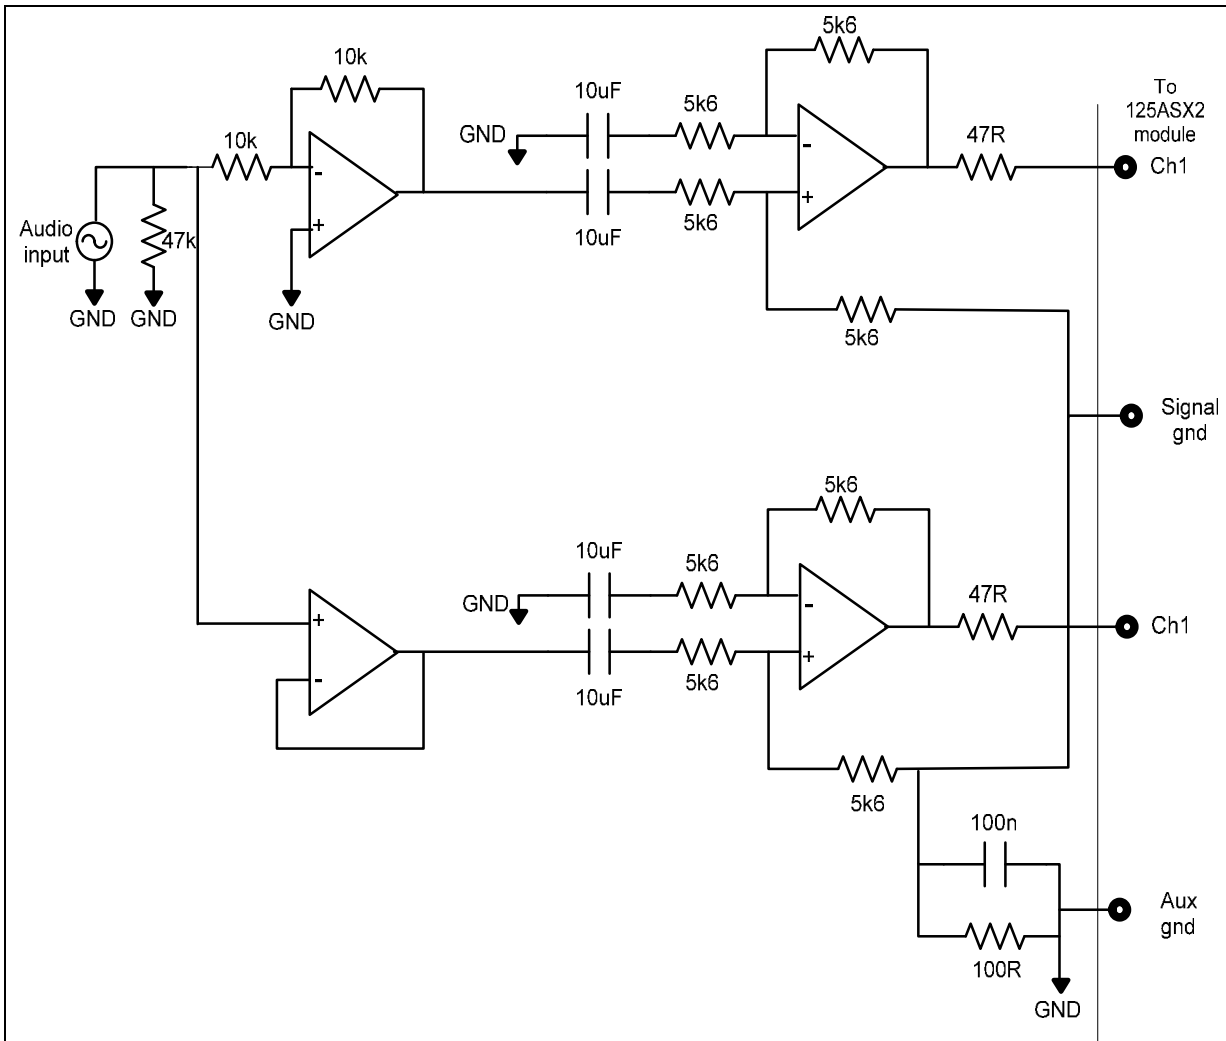 5k6
10k
To
125ASX2
module
10uF
5k6
47R
GND
10k
Ch1
-
-
+
+
5k6
Audio
input
47k
10uF
GND
GND
GND
5k6
Signal
gnd
5k6
10uF
5k6
47R
GND
Ch1
+
-
-
+
5k6
10uF
5k6
100n
Aux
gnd
100R
GND